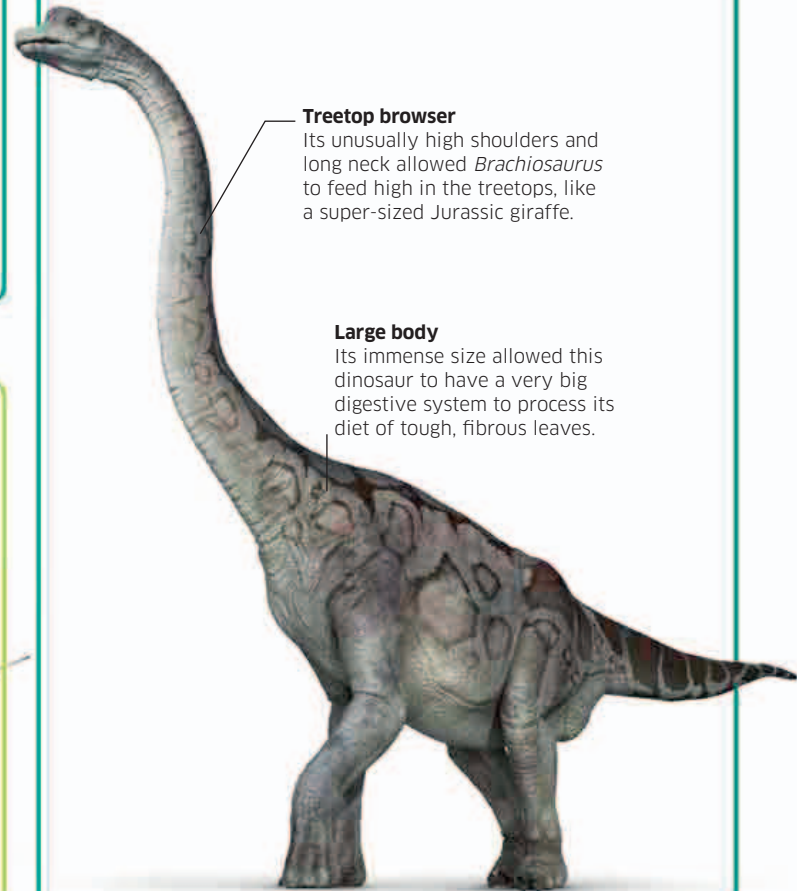 Treetop browser
Its unusually high shoulders and
long neck allowed Brachiosaurus
to feed high in the treetops, like
a super-sized Jurassic giraffe.
Large body
Its immense size allowed this
dinosaur to have a very big
digestive system to process its
diet of tough, fibrous leaves.